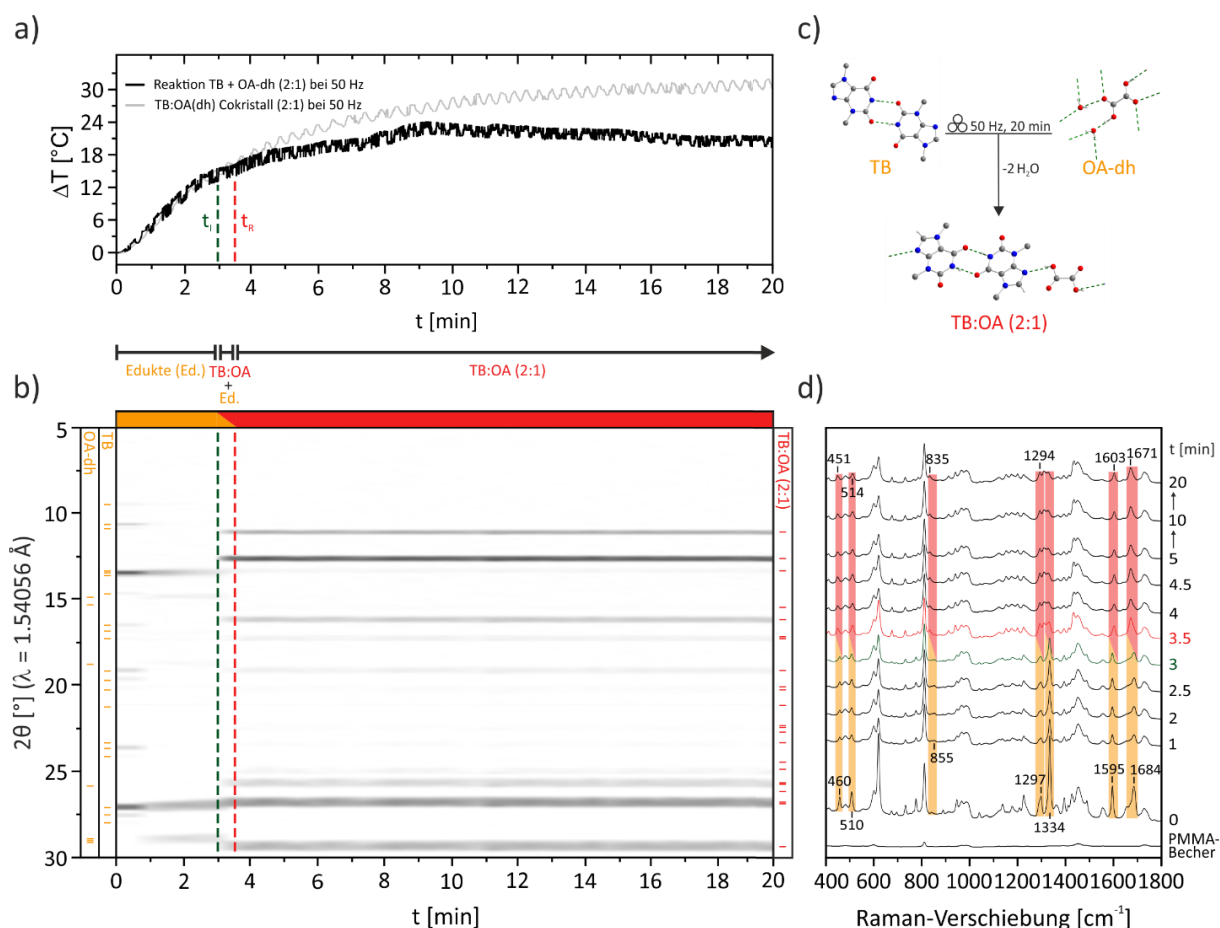 a)
ΔT [°C]
30
24
18
12
6
0
Reaktion TB + OA-dh (2:1) bei 50 Hz
TB:OA(dh) Cokristall (2:1) bei 50 Hz
tI
tR
0 2 4 6 8 10 12 14 16 18 20
t [min]
Edukte (Ed.)
TB:OA
+
Ed.
TB:OA (2:1)
b)
2θ [°] (λ = 1.54056 Å)
5
10
15
20
25
30
OA-dh
TB
TB:OA (2:1)
0 2 4 6 8 10 12 14 16 18 20
t [min]
c)
TB
50 Hz, 20 min
-2 H2O
OA-dh
TB:OA (2:1)
d)
t [min]
451
514
835
1294
1603
1671
20
10
5
4.5
4
3.5
3
2.5
2
1
0
855
460
510
1297
1334
1595
1684
PMMA-
Becher
400 600 800 1000 1200 1400 1600 1800
Raman-Verschiebung [cm-1]